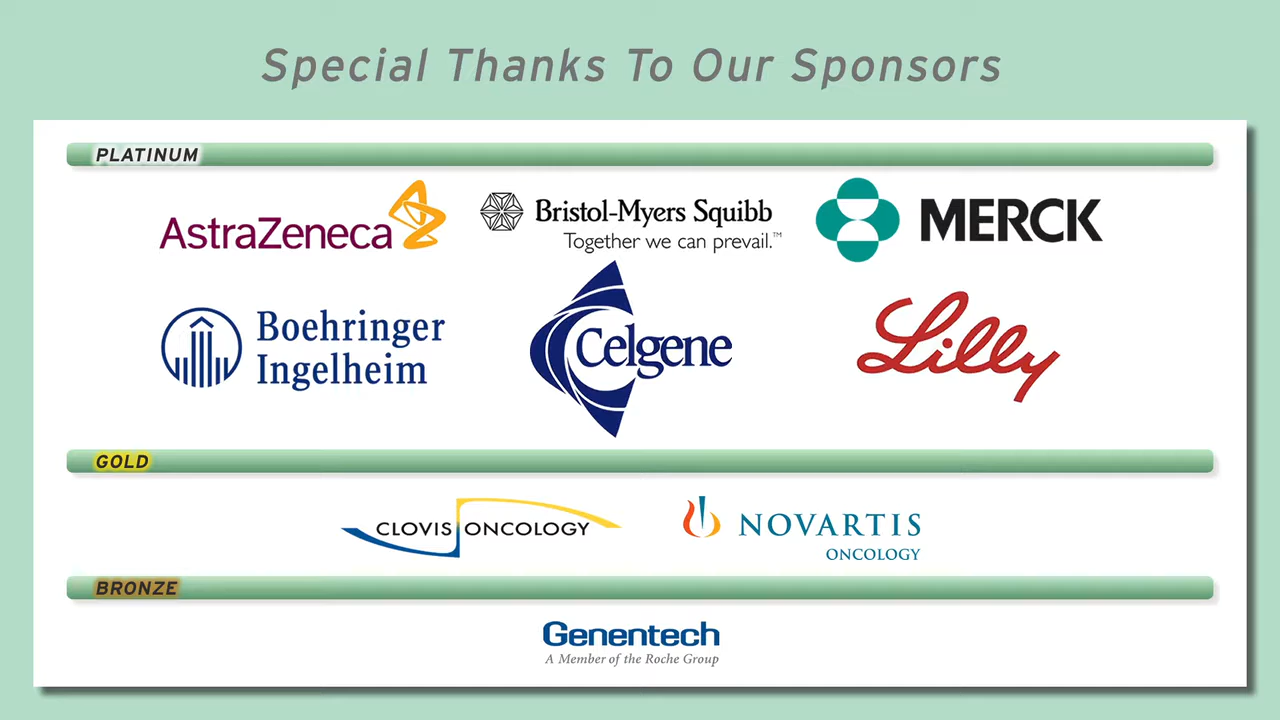 Special Thanks To Our Sponsors
PLATINUM
AstraZeneca
Bristol-Myers Squibb
Together we can prevail.™
MERCK
Boehringer
Ingelheim
Celgene
Lilly
GOLD
CLOVIS ONCOLOGY
NOVARTIS
ONCOLOGY
BRONZE
Genentech
A Member of the Roche Group